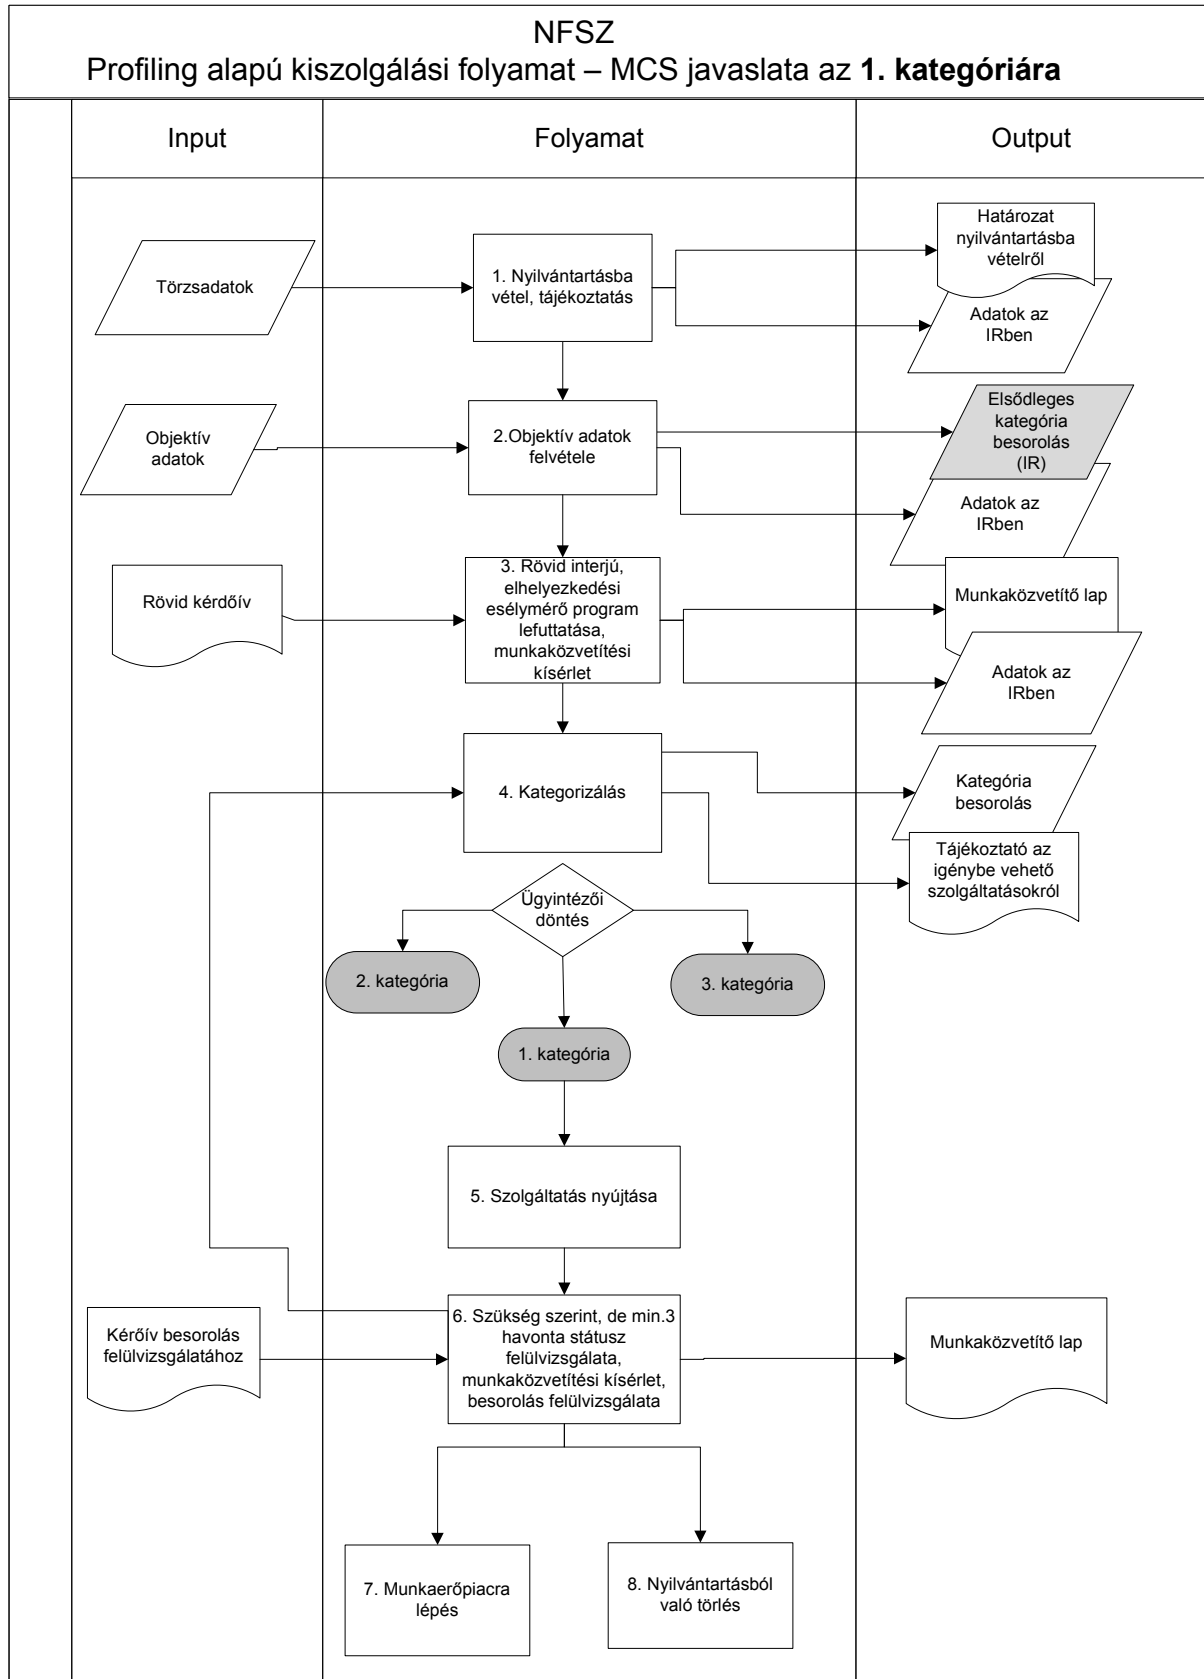 NFSZ
Profiling alapú kiszolgálási folyamat – MCS javaslata az 1. kategóriára
Input
Folyamat
Output
Törzsadatok
1. Nyilvántartásba
vétel, tájékoztatás
Határozat
nyilvántartásba
vételről
Adatok az
IRben
Objektív
adatok
2.Objektív adatok
felvétele
Elsődleges
kategória
besorolás
(IR)
Adatok az
IRben
Rövid kérdőív
3. Rövid interjú,
elhelyezkedési
esélymérő program
lefuttatása,
munkaközvetítési
kísérlet
Munkaközvetítő lap
Adatok az
IRben
4. Kategorizálás
Kategória
besorolás
Tájékoztató az
igénybe vehető
szolgáltatásokról
Ügyintézői
döntés
2. kategória
3. kategória
1. kategória
5. Szolgáltatás nyújtása
Kérőív besorolás
felülvizsgálatához
6. Szükség szerint, de min.3
havonta státusz
felülvizsgálata,
munkaközvetítési kísérlet,
besorolás felülvizsgálata
Munkaközvetítő lap
7. Munkaerőpiacra
lépés
8. Nyilvántartásból
való törlés